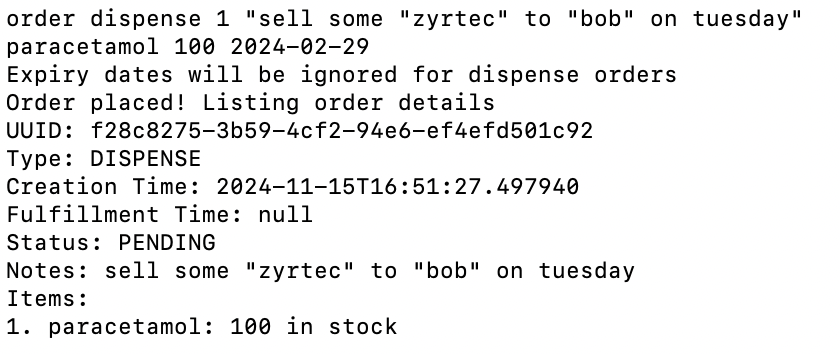 order dispense 1 "sell some "zyrtec" to "bob" on tuesday"
paracetamol 100 2024-02-29
Expiry dates will be ignored for dispense orders
Order placed! Listing order details
UUID: f28c8275-3b59-4cf2-94e6-ef4efd501c92
Type: DISPENSE
Creation Time: 2024-11-15T16:51:27.497940
Fulfillment Time: null
Status: PENDING
Notes: sell some "zyrtec" to "bob" on tuesday
Items:
1. paracetamol: 100 in stock